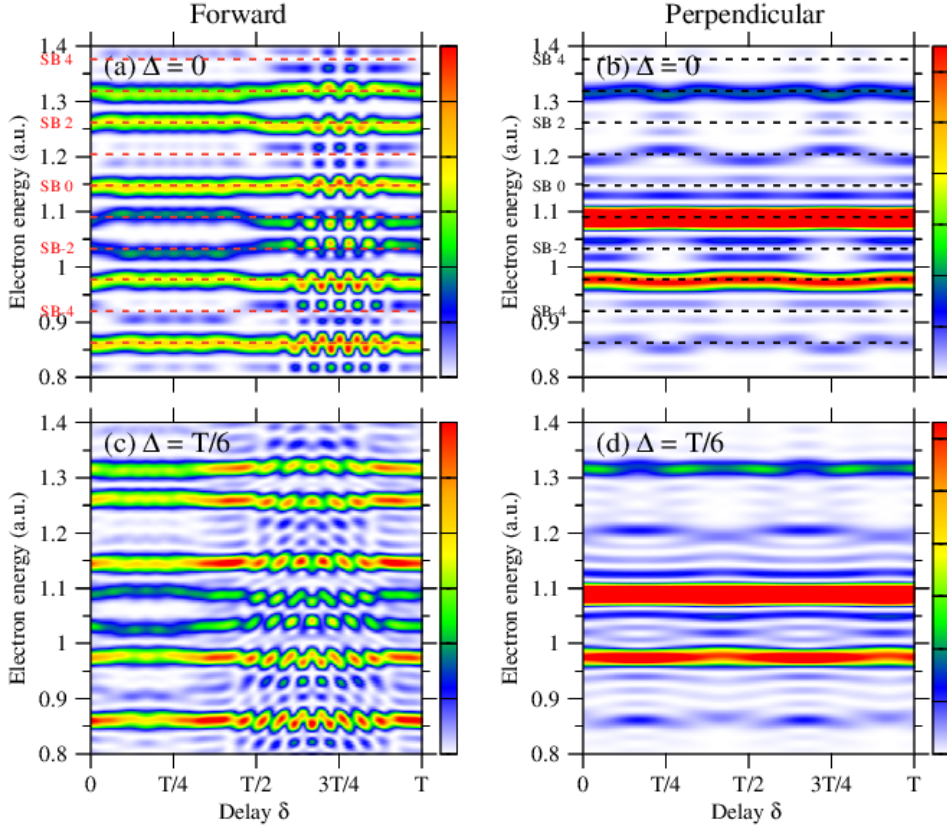 Forward
Perpendicular
1.4
SB 4
(a) Δ = 0
1.3
SB 2
1.2
SB 0
1.1
SB-2
1
SB-4
0.9
0.8
Electron energy (a.u.)
1.4
SB 4
(b) Δ = 0
1.3
SB 2
1.2
SB 0
1.1
SB-2
1
SB-4
0.9
0.8
Electron energy (a.u.)
1.4
(c) Δ = T/6
1.3
1.2
1.1
1
0.9
0.8
Electron energy (a.u.)
0
T/4
T/2
3T/4
T
Delay δ
1.4
(d) Δ = T/6
1.3
1.2
1.1
1
0.9
0.8
Electron energy (a.u.)
0
T/4
T/2
3T/4
T
Delay δ